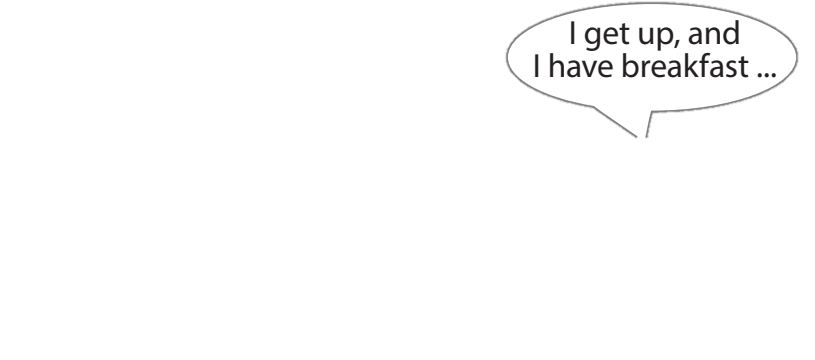 I get up, and
I have breakfast ...